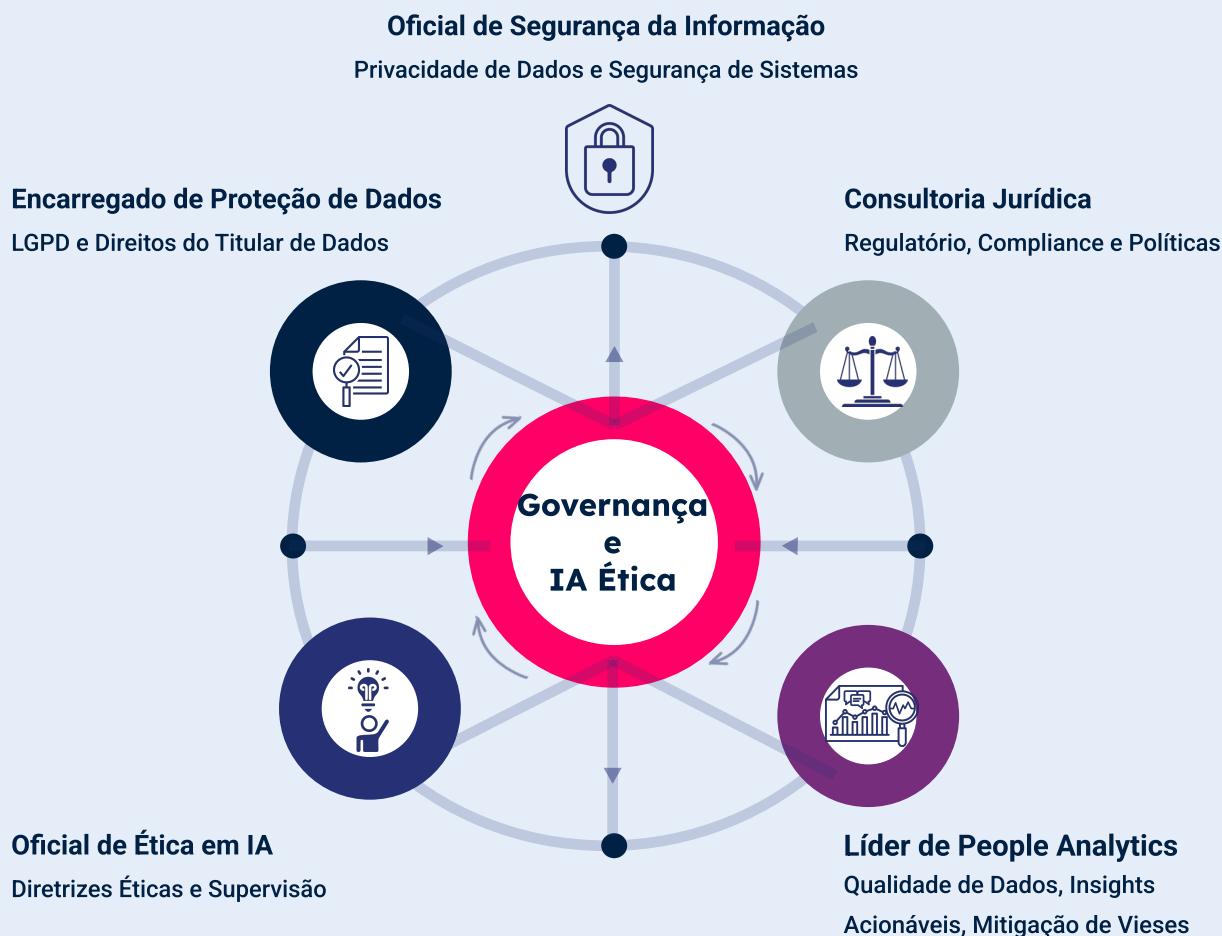 Oficial de Segurança da Informação
Privacidade de Dados e Segurança de Sistemas
Encarregado de Proteção de Dados
LGPD e Direitos do Titular de Dados
Consultoria Jurídica
Regulatório, Compliance e Políticas
Governança
e
IA Ética
Oficial de Ética em IA
Diretrizes Éticas e Supervisão
Líder de People Analytics
Qualidade de Dados, Insights
Acionáveis, Mitigação de Vieses